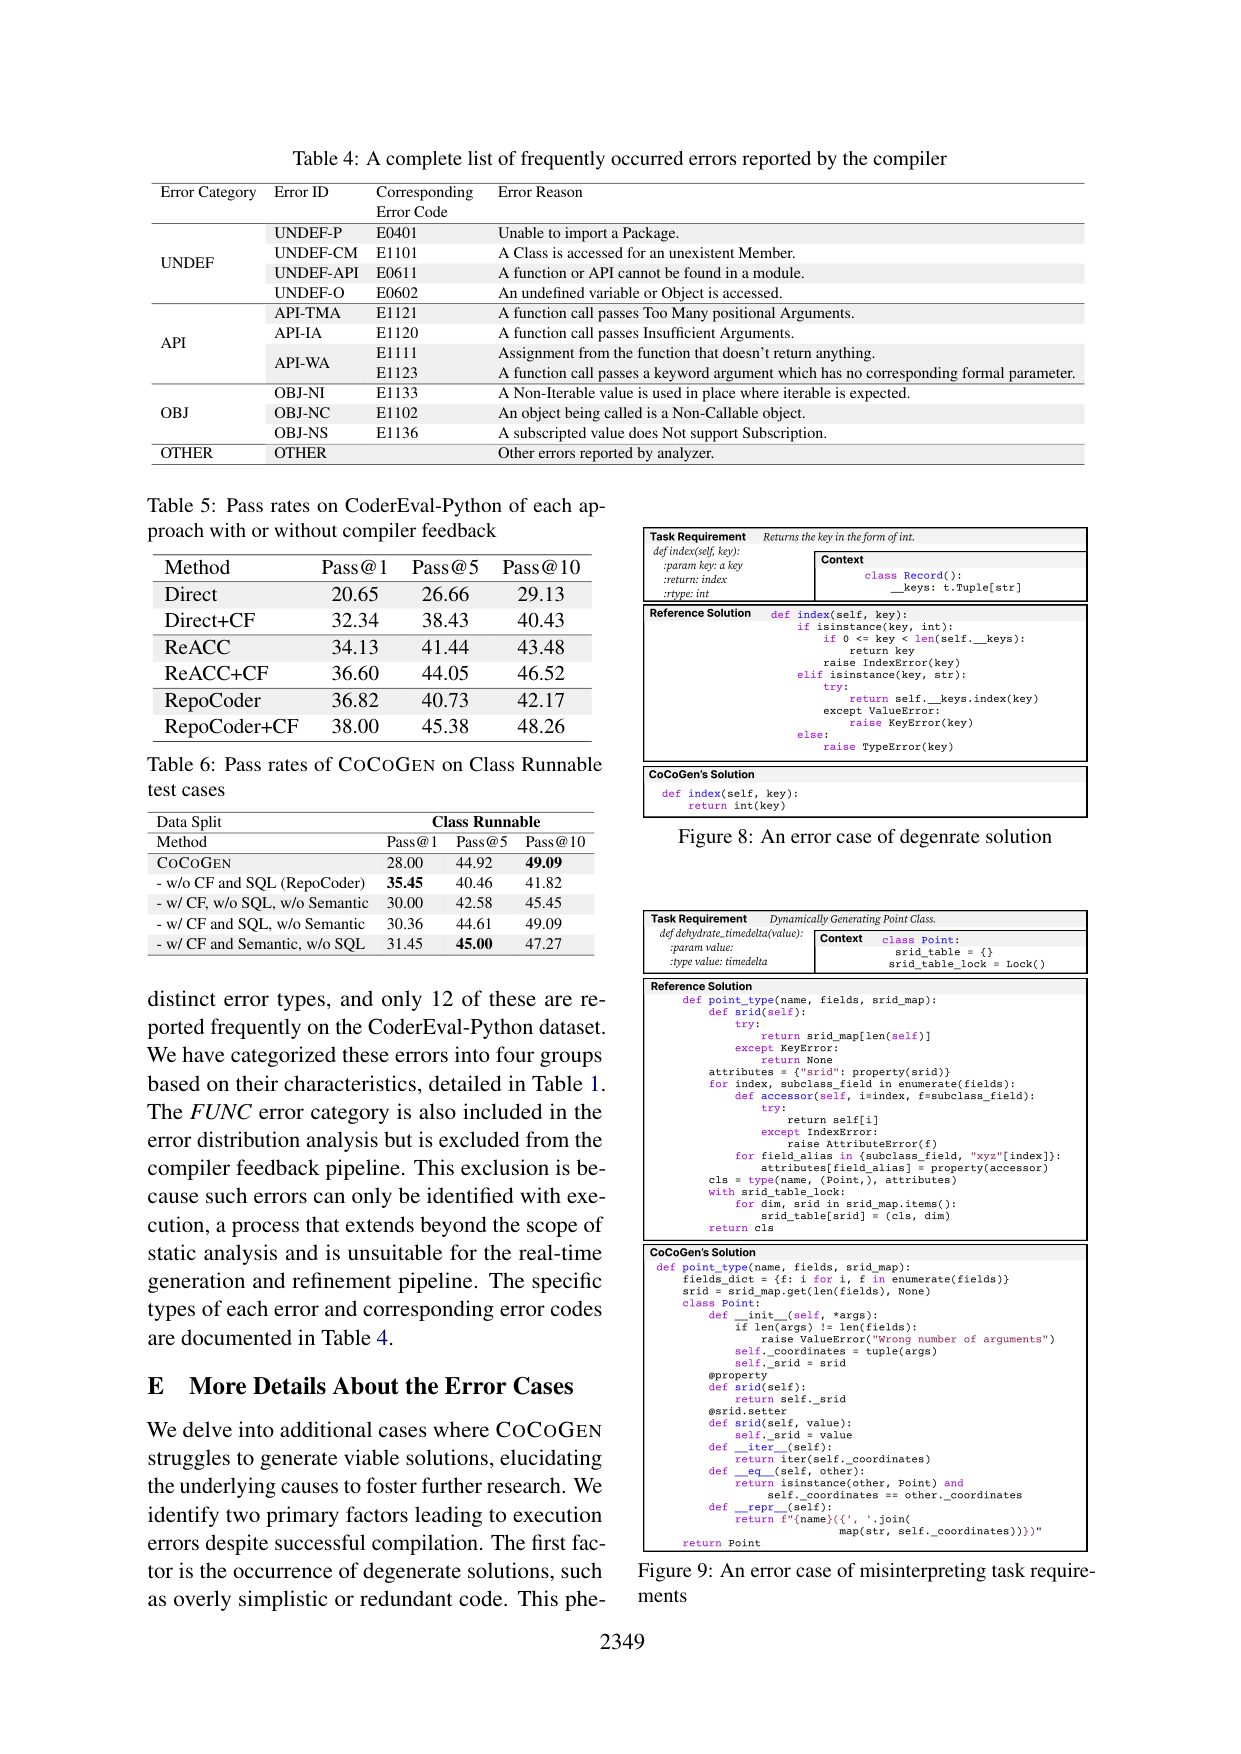 Table 4: A complete list of frequently occurred errors reported by the compiler
Error Category Error ID Corresponding Error Code Error Reason
UNDEF UNDEF-P E0401 Unable to import a Package.
UNDEF-CM E1101 A Class is accessed for an unexistent Member.
UNDEF-API E0611 A function or API cannot be found in a module.
UNDEF-O E0602 An undefined variable or Object is accessed.
API API-TMA E1121 A function call passes Too Many positional Arguments.
API-IA E1120 A function call passes Insufficient Arguments.
API-WA E1111 Assignment from the function that doesn't return anything.
E1123 A function call passes a keyword argument which has no corresponding formal parameter.
OBJ OBJ-NI E1133 A Non-Iterable value is used in place where iterable is expected.
OBJ-NC E1102 An object being called is a Non-Callable object.
OBJ-NS E1136 A subscripted value does Not support Subscription.
OTHER OTHER Other errors reported by analyzer.
Table 5: Pass rates on CoderEval-Python of each ap-
proach with or without compiler feedback
Method Pass@1 Pass@5 Pass@10
Direct 20.65 26.66 29.13
Direct+CF 32.34 38.43 40.43
ReACC 34.13 41.44 43.48
ReACC+CF 36.60 44.05 46.52
RepoCoder 36.82 40.73 42.17
RepoCoder+CF 38.00 45.38 48.26
Table 6: Pass rates of COCOGEN on Class Runnable
test cases
Data Split Class Runnable
Method Pass@1 Pass@5 Pass@10
COCOGEN 28.00 44.92 49.09
- w/o CF and SQL (RepoCoder) 35.45 40.46 41.82
- w/ CF, w/o SQL, w/o Semantic 30.00 42.58 45.45
- w/ CF and SQL, w/o Semantic 30.36 44.61 49.09
- w/ CF and Semantic, w/o SQL 31.45 45.00 47.27
distinct error types, and only 12 of these are re-
ported frequently on the CoderEval-Python dataset.
We have categorized these errors into four groups
based on their characteristics, detailed in Table 1.
The FUNC error category is also included in the
error distribution analysis but is excluded from the
compiler feedback pipeline. This exclusion is be-
cause such errors can only be identified with exe-
cution, a process that extends beyond the scope of
static analysis and is unsuitable for the real-time
generation and refinement pipeline. The specific
types of each error and corresponding error codes
are documented in Table 4.
E More Details About the Error Cases
We delve into additional cases where COCOGEN
struggles to generate viable solutions, elucidating
the underlying causes to foster further research. We
identify two primary factors leading to execution
errors despite successful compilation. The first fac-
tor is the occurrence of degenerate solutions, such
as overly simplistic or redundant code. This phe-
Task Requirement Returns the key in the form of int.
def index(self, key):
:param key: a key
:return: index
:rtype: int
Context
class Record():
__keys: t.Tuple[str]
Reference Solution def index(self, key):
if isinstance(key, int):
if 0 <= key < len(self.__keys):
return key
raise IndexError(key)
elif isinstance(key, str):
try:
return self.__keys.index(key)
except ValueError:
raise KeyError(key)
else:
raise TypeError(key)
CoCoGen's Solution
def index(self, key):
return int(key)
Figure 8: An error case of degenrate solution
Task Requirement Dynamically Generating Point Class.
def dehydrate_timedelta(value):
:param value:
:type value: timedelta
Context class Point:
srid_table = {}
srid_table_lock = Lock()
Reference Solution
def point_type(name, fields, srid_map):
def srid(self):
try:
return srid_map[len(self)]
except KeyError:
return None
attributes = {"srid": property(srid)}
for index, subclass_field in enumerate(fields):
def accessor(self, i=index, f=subclass_field):
try:
return self[i]
except IndexError:
raise AttributeError(f)
for field_alias in {subclass_field, "xyz"[index]}:
attributes[field_alias] = property(accessor)
cls = type(name, (Point,), attributes)
with srid_table_lock:
for dim, srid in srid_map.items():
srid_table[srid] = (cls, dim)
return cls
CoCoGen's Solution
def point_type(name, fields, srid_map):
fields_dict = {f: i for i, f in enumerate(fields)}
srid = srid_map.get(len(fields), None)
class Point:
def __init__(self, *args):
if len(args) != len(fields):
raise ValueError("Wrong number of arguments")
self._coordinates = tuple(args)
self._srid = srid
@property
def srid(self):
return self._srid
@srid.setter
def srid(self, value):
self._srid = value
def __iter__(self):
return iter(self._coordinates)
def __eq__(self, other):
return isinstance(other, Point) and
self._coordinates == other._coordinates
def __repr__(self):
return f"{name}({', '.join(
map(str, self._coordinates))})"
return Point
Figure 9: An error case of misinterpreting task require-
ments
2349